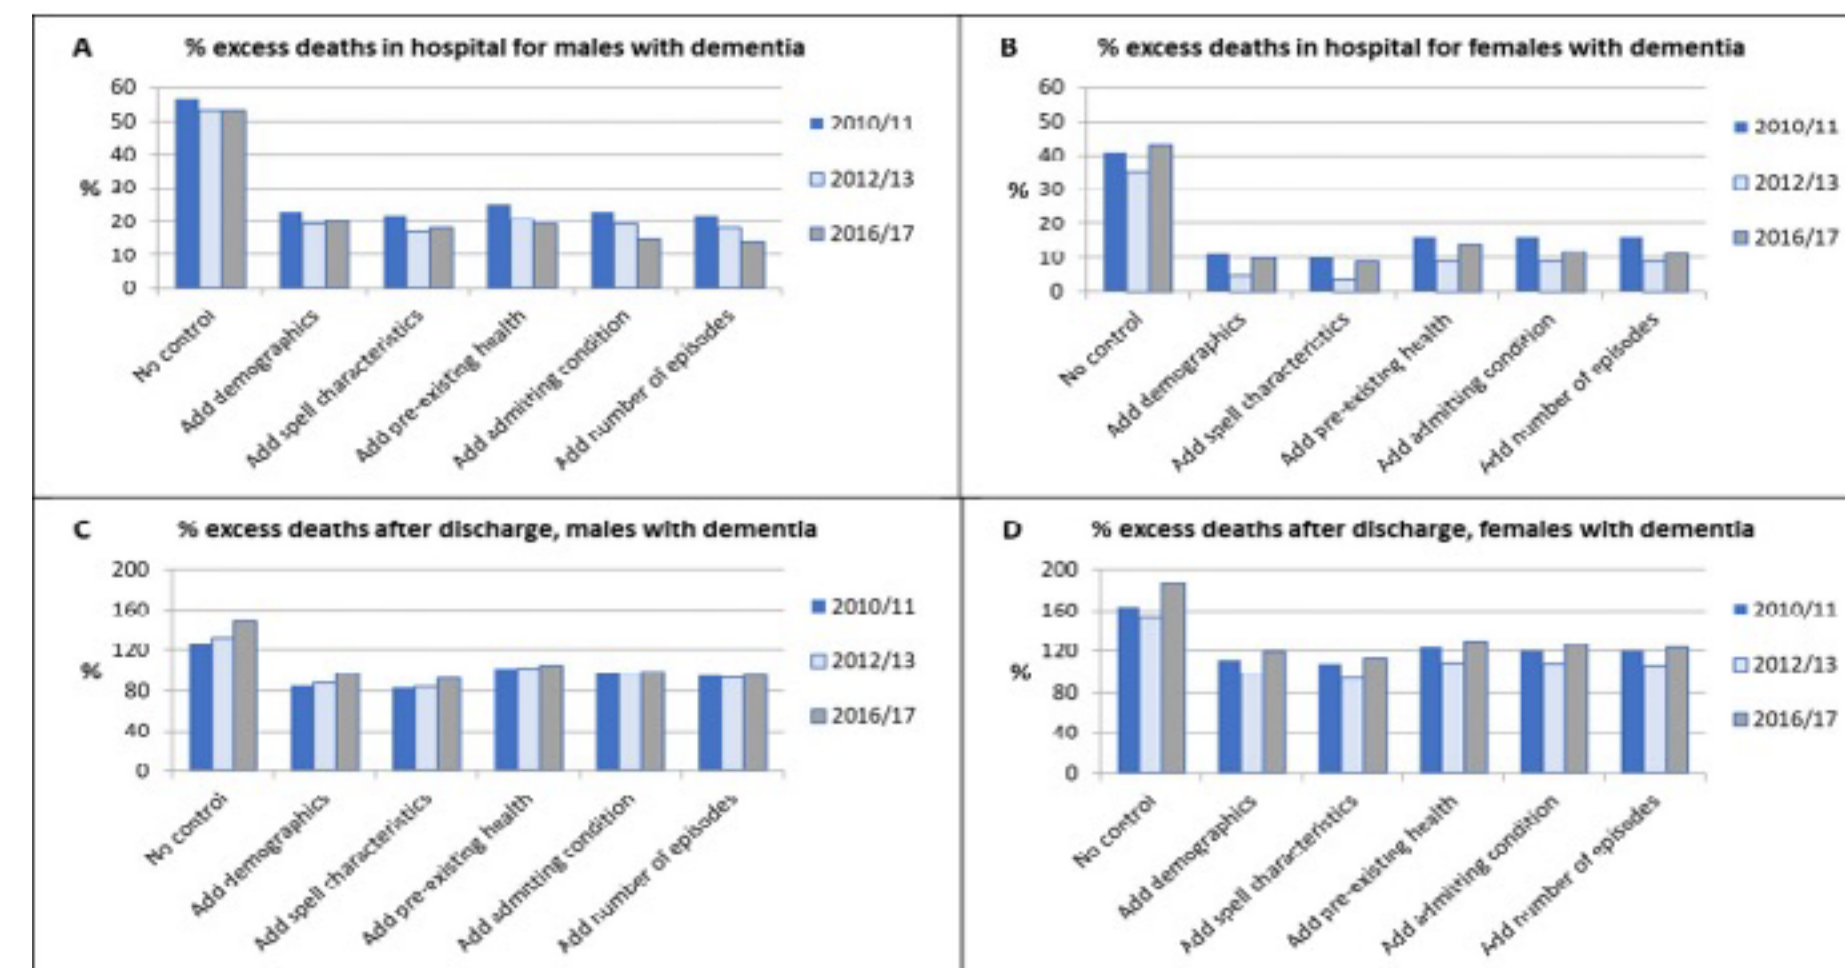 A % excess deaths in hospital for males with dementia
60
50
40
% 30
20
10
0
2010/11
2012/13
2016/17
No control
Add demographics
Add spell characteristics
Add pre-existing health
Add admitting condition
Add number of episodes
B % excess deaths in hospital for females with dementia
60
50
40
% 30
20
10
0
2010/11
2012/13
2016/17
No control
Add demographics
Add spell characteristics
Add pre-existing health
Add admitting condition
Add number of episodes
C % excess deaths after discharge, males with dementia
200
160
120
%
80
40
0
2010/11
2012/13
2016/17
No control
Add demographics
Add spell characteristics
Add pre-existing health
Add admitting condition
Add number of episodes
D % excess deaths after discharge, females with dementia
200
160
120
%
80
40
0
2010/11
2012/13
2016/17
No control
Add demographics
Add spell characteristics
Add pre-existing health
Add admitting condition
Add number of episodes